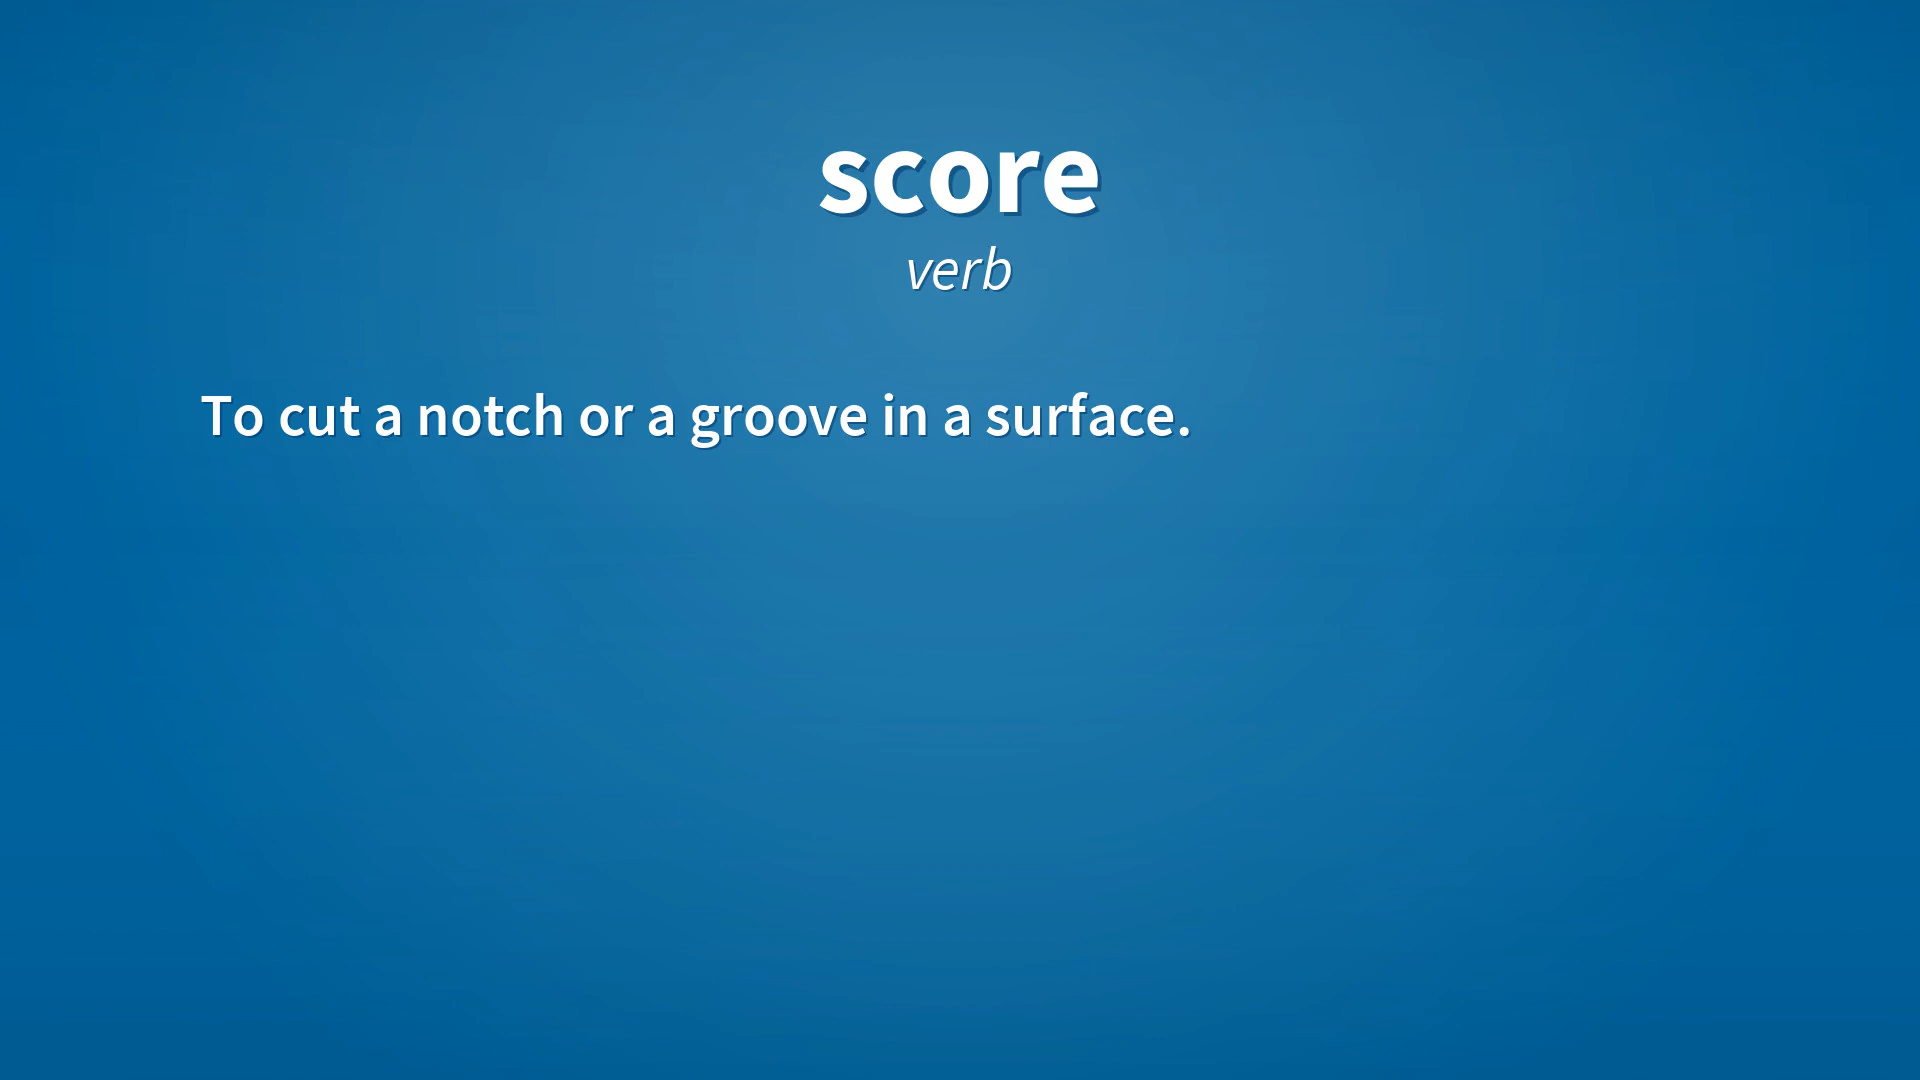 score
verb
To cut a notch or a groove in a surface.